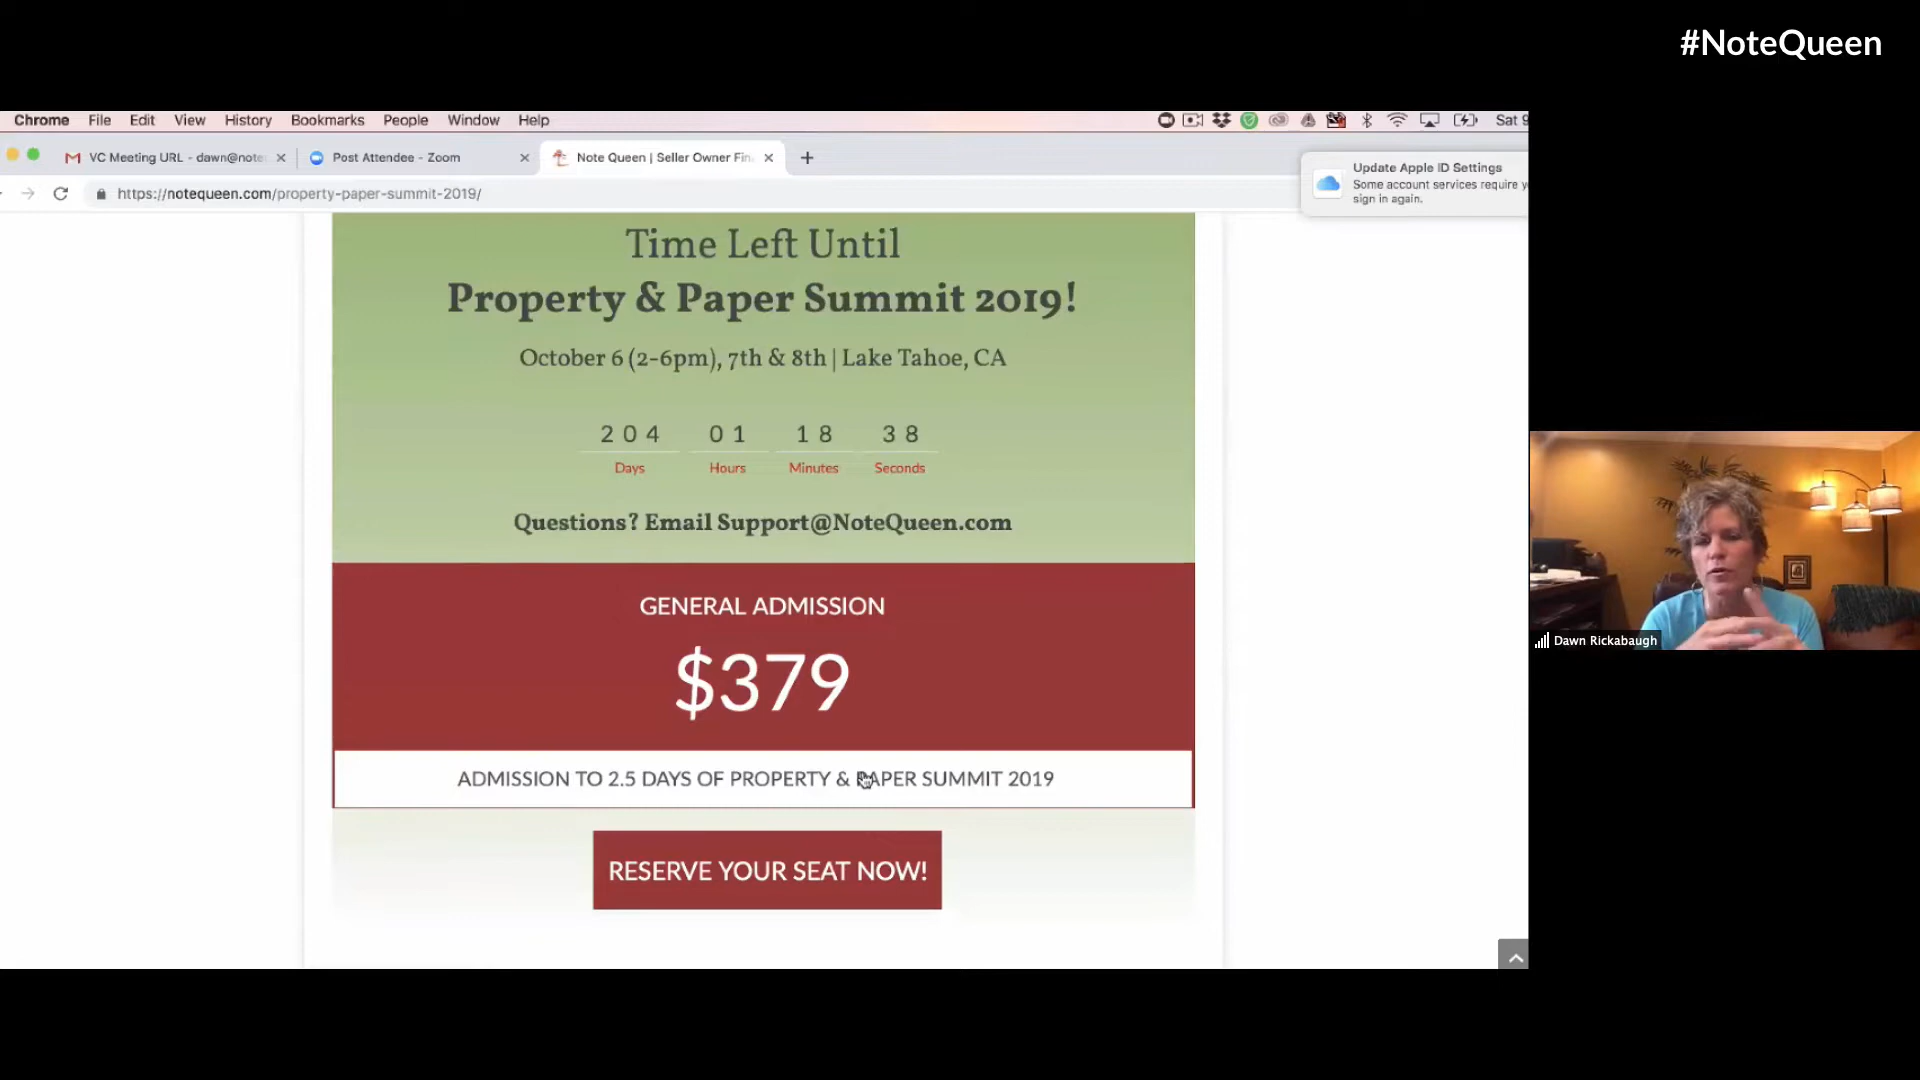 #NoteQueen
Chrome File Edit View History Bookmarks People Window Help
Sat 9
VC Meeting URL - dawn@note
Post Attendee - Zoom
Note Queen | Seller Owner Fin
Update Apple ID Settings
Some account services require y
sign in again.
https://notequeen.com/property-paper-summit-2019/
Time Left Until
Property & Paper Summit 2019!
October 6 (2-6pm), 7th & 8th | Lake Tahoe, CA
204 01 18 38
Days Hours Minutes Seconds
Questions? Email Support@NoteQueen.com
GENERAL ADMISSION
$379
ADMISSION TO 2.5 DAYS OF PROPERTY & PAPER SUMMIT 2019
RESERVE YOUR SEAT NOW!
Dawn Rickabaugh